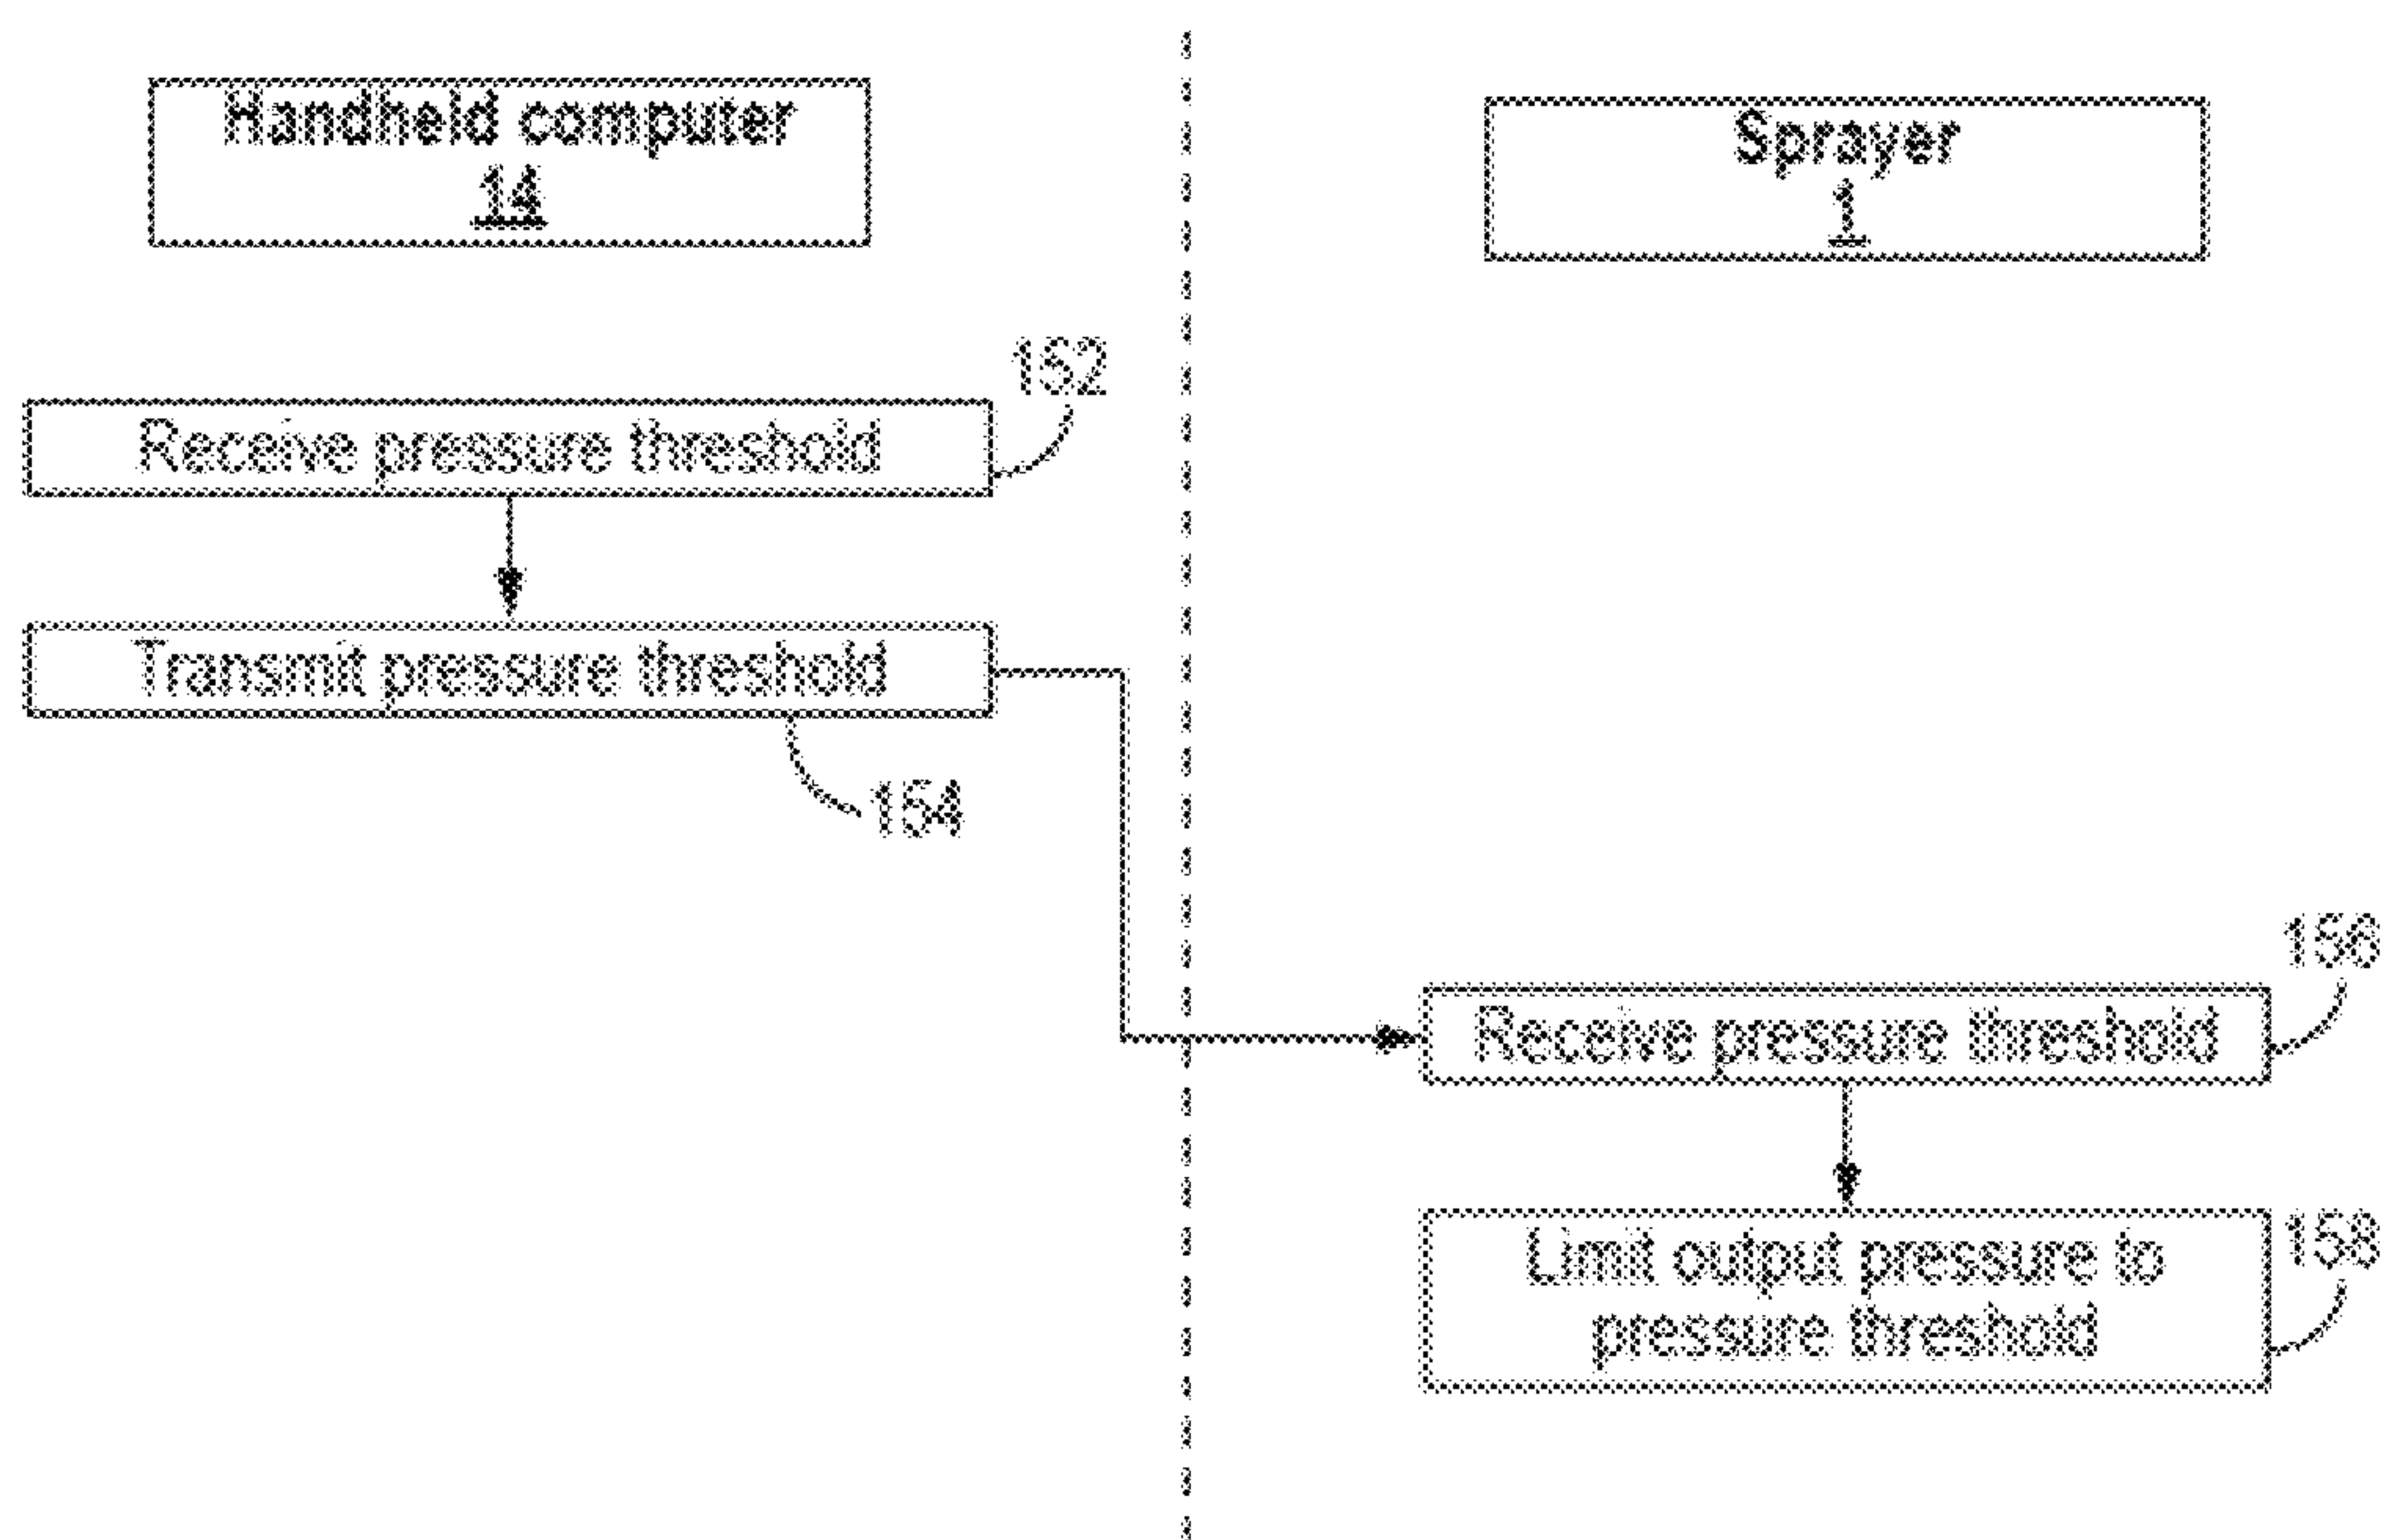 Handheld computer
14
Sprayer
1
152
Receive pressure threshold
Transmit pressure threshold
154
156
Receive pressure threshold
158
Limit output pressure to
pressure threshold